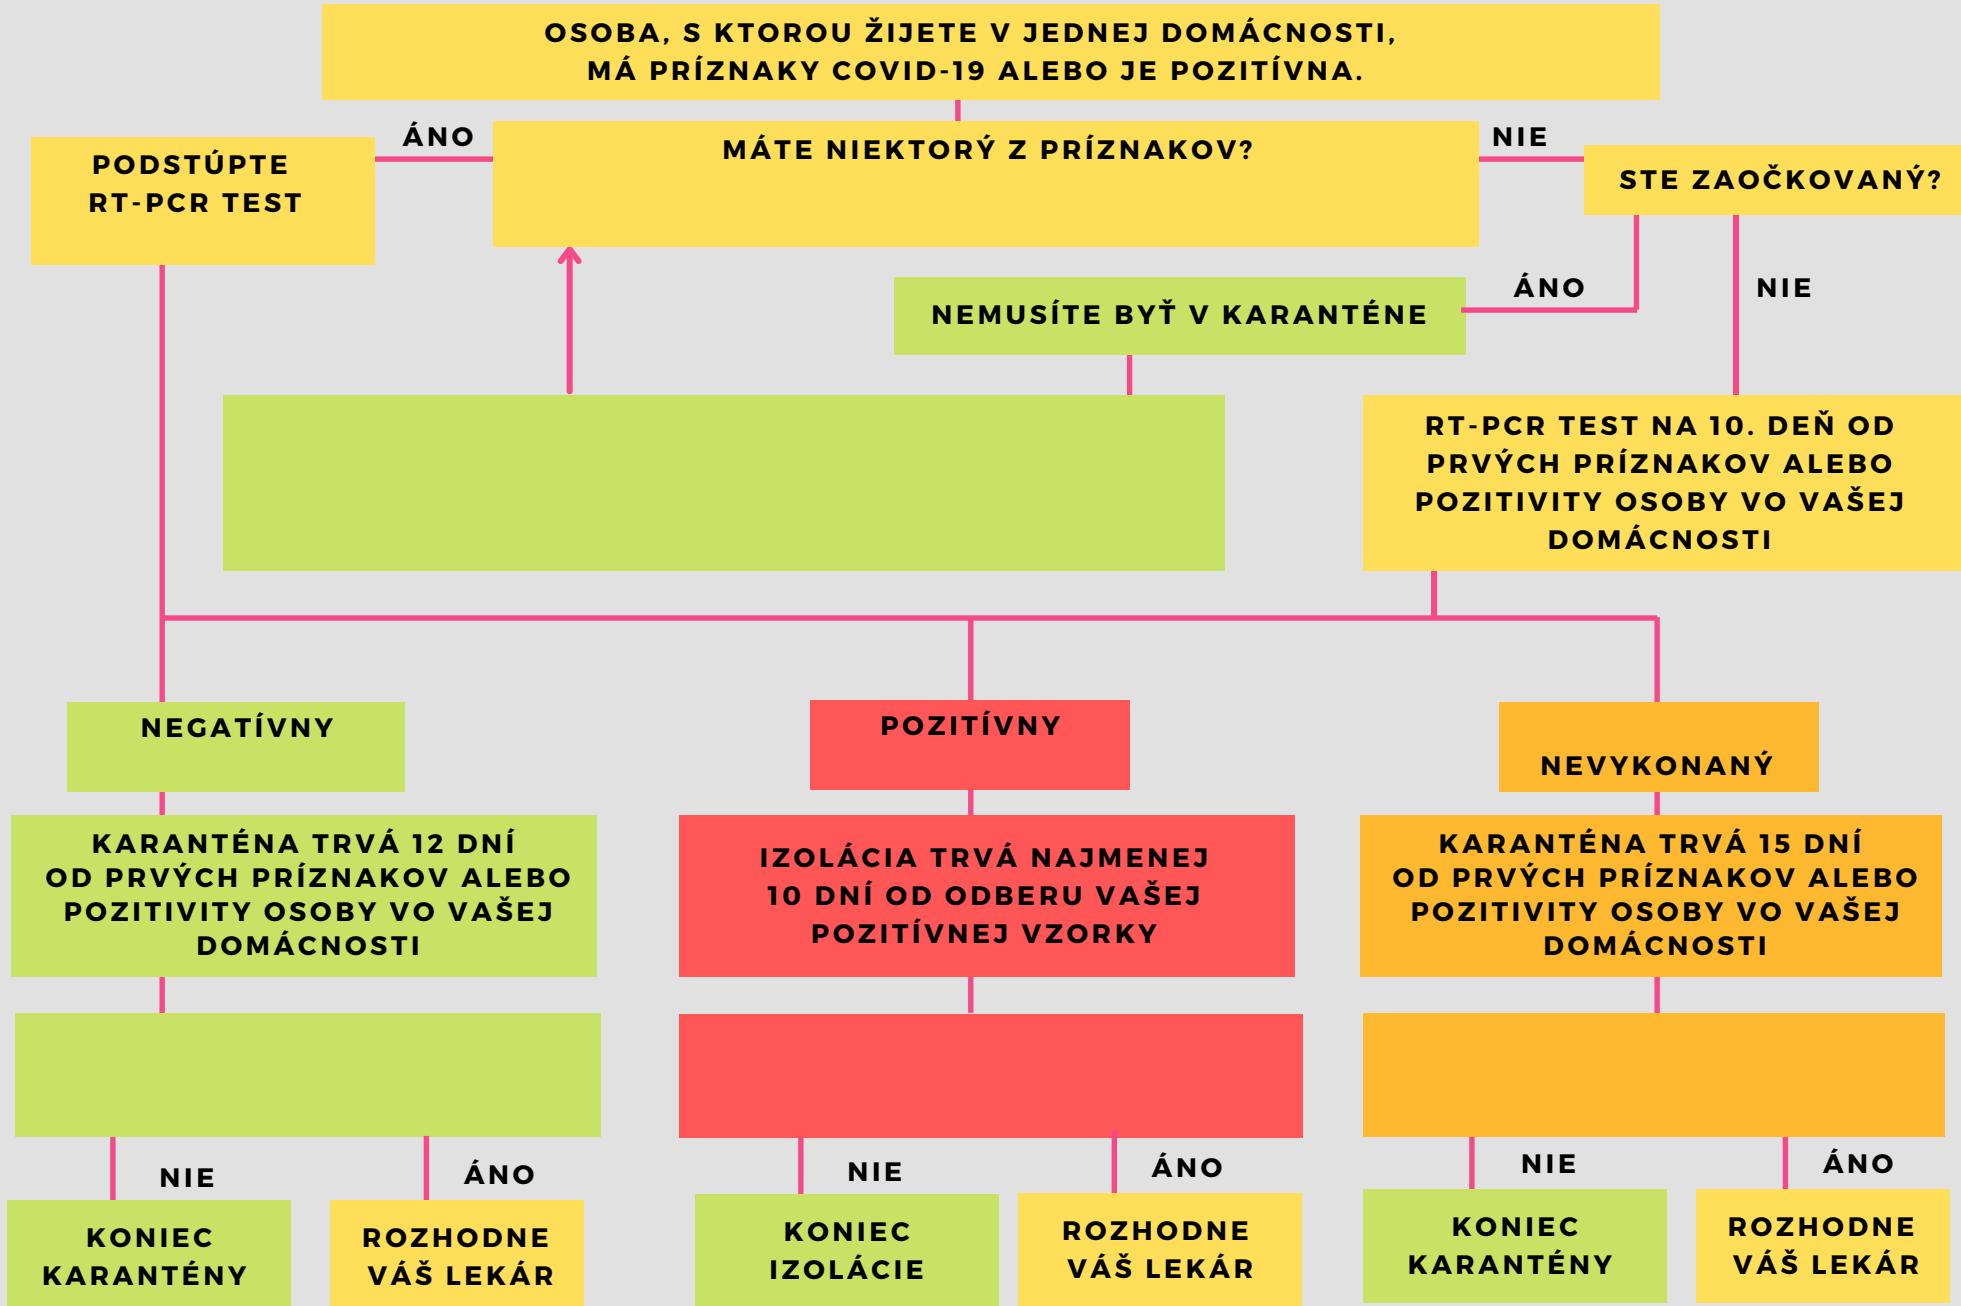 OSOBA, S KTOROU ŽIJETE V JEDNEJ DOMÁCNOSTI,
MÁ PRÍZNAKY COVID-19 ALEBO JE POZITÍVNA.
ÁNO
NIE
PODSTÚPTE
RT-PCR TEST
MÁTE NIEKTORÝ Z PRÍZNAKOV?
STE ZAOČKOVANÝ?
ÁNO
NIE
NEMUSÍTE BYŤ V KARANTÉNE
RT-PCR TEST NA 10. DEŇ OD
PRVÝCH PRÍZNAKOV ALEBO
POZITIVITY OSOBY VO VAŠEJ
DOMÁCNOSTI
NEGATÍVNY
POZITÍVNY
NEVYKONANÝ
KARANTÉNA TRVÁ 12 DNÍ
OD PRVÝCH PRÍZNAKOV ALEBO
POZITIVITY OSOBY VO VAŠEJ
DOMÁCNOSTI
IZOLÁCIA TRVÁ NAJMENEJ
10 DNÍ OD ODBERU VAŠEJ
POZITÍVNEJ VZORKY
KARANTÉNA TRVÁ 15 DNÍ
OD PRVÝCH PRÍZNAKOV ALEBO
POZITIVITY OSOBY VO VAŠEJ
DOMÁCNOSTI
NIE
ÁNO
NIE
ÁNO
NIE
ÁNO
KONIEC
KARANTÉNY
ROZHODNE
VÁŠ LEKÁR
KONIEC
IZOLÁCIE
ROZHODNE
VÁŠ LEKÁR
KONIEC
KARANTÉNY
ROZHODNE
VÁŠ LEKÁR